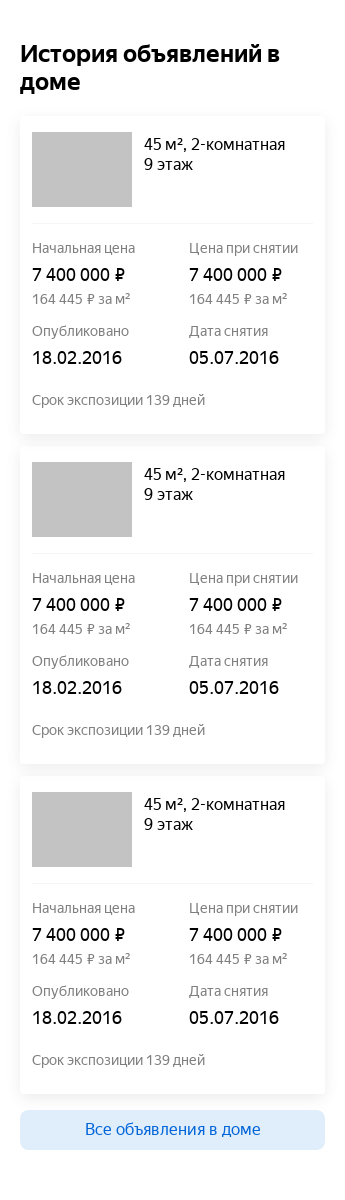 История объявлений в
доме
45 м², 2-комнатная
9 этаж
Начальная цена
Цена при снятии
7 400 000 ₽
7 400 000 ₽
164 445 ₽ за м²
164 445 ₽ за м²
Опубликовано
Дата снятия
18.02.2016
05.07.2016
Срок экспозиции 139 дней
45 м², 2-комнатная
9 этаж
Начальная цена
Цена при снятии
7 400 000 ₽
7 400 000 ₽
164 445 ₽ за м²
164 445 ₽ за м²
Опубликовано
Дата снятия
18.02.2016
05.07.2016
Срок экспозиции 139 дней
45 м², 2-комнатная
9 этаж
Начальная цена
Цена при снятии
7 400 000 ₽
7 400 000 ₽
164 445 ₽ за м²
164 445 ₽ за м²
Опубликовано
Дата снятия
18.02.2016
05.07.2016
Срок экспозиции 139 дней
Все объявления в доме